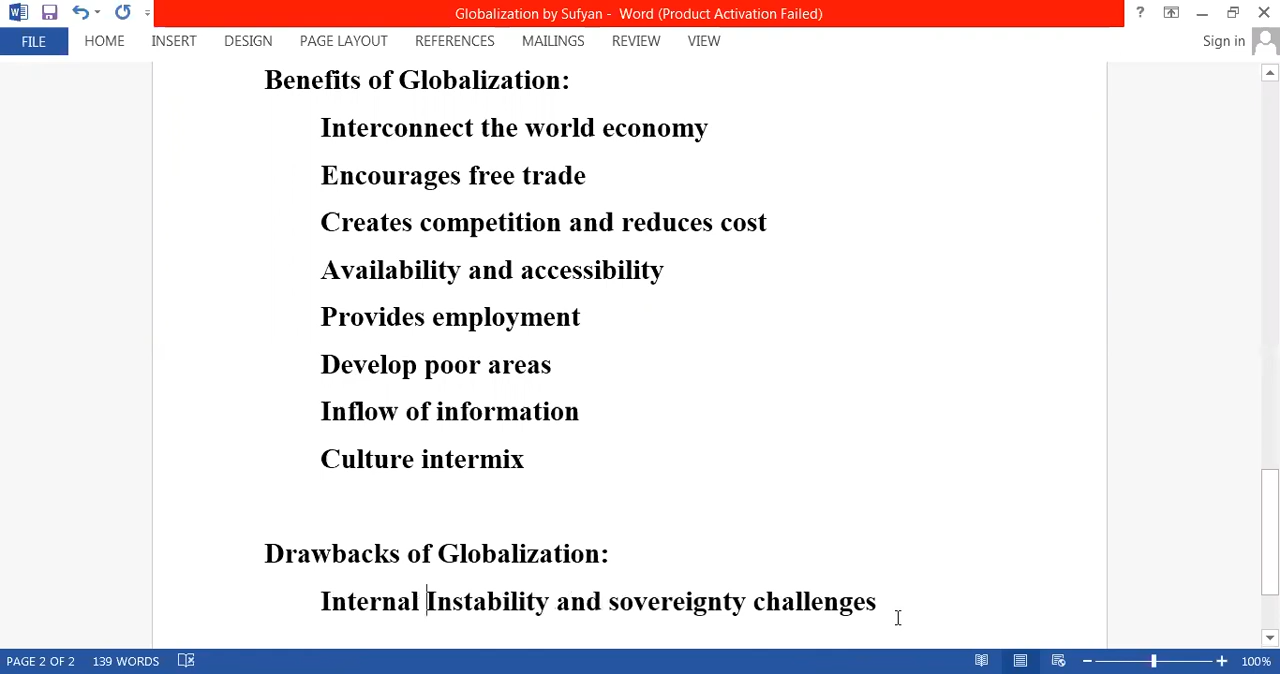 Globalization by Sufyan - Word (Product Activation Failed)
?
FILE HOME INSERT DESIGN PAGE LAYOUT REFERENCES MAILINGS REVIEW VIEW Sign in
Benefits of Globalization:
Interconnect the world economy
Encourages free trade
Creates competition and reduces cost
Availability and accessibility
Provides employment
Develop poor areas
Inflow of information
Culture intermix
Drawbacks of Globalization:
Internal Instability and sovereignty challenges
PAGE 2 OF 2 139 WORDS 100%